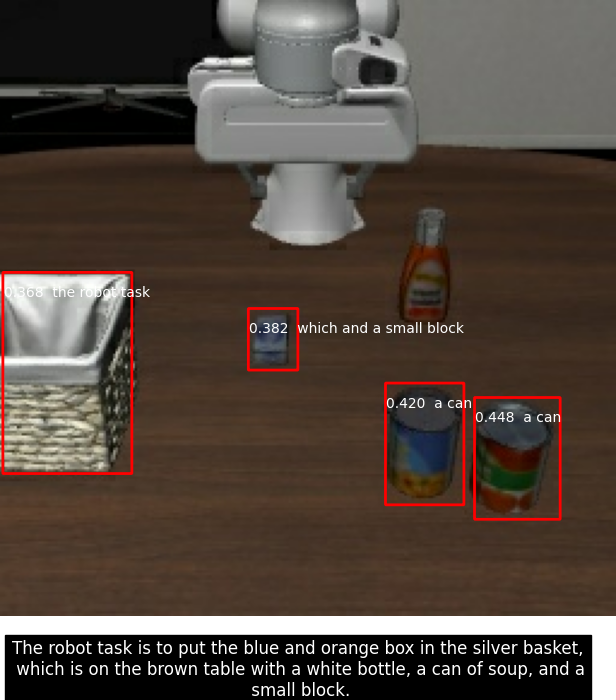 0.368  the robot task
0.382  which and a small block
0.420  a can
0.448  a can
The robot task is to put the blue and orange box in the silver basket,
which is on the brown table with a white bottle, a can of soup, and a
small block.